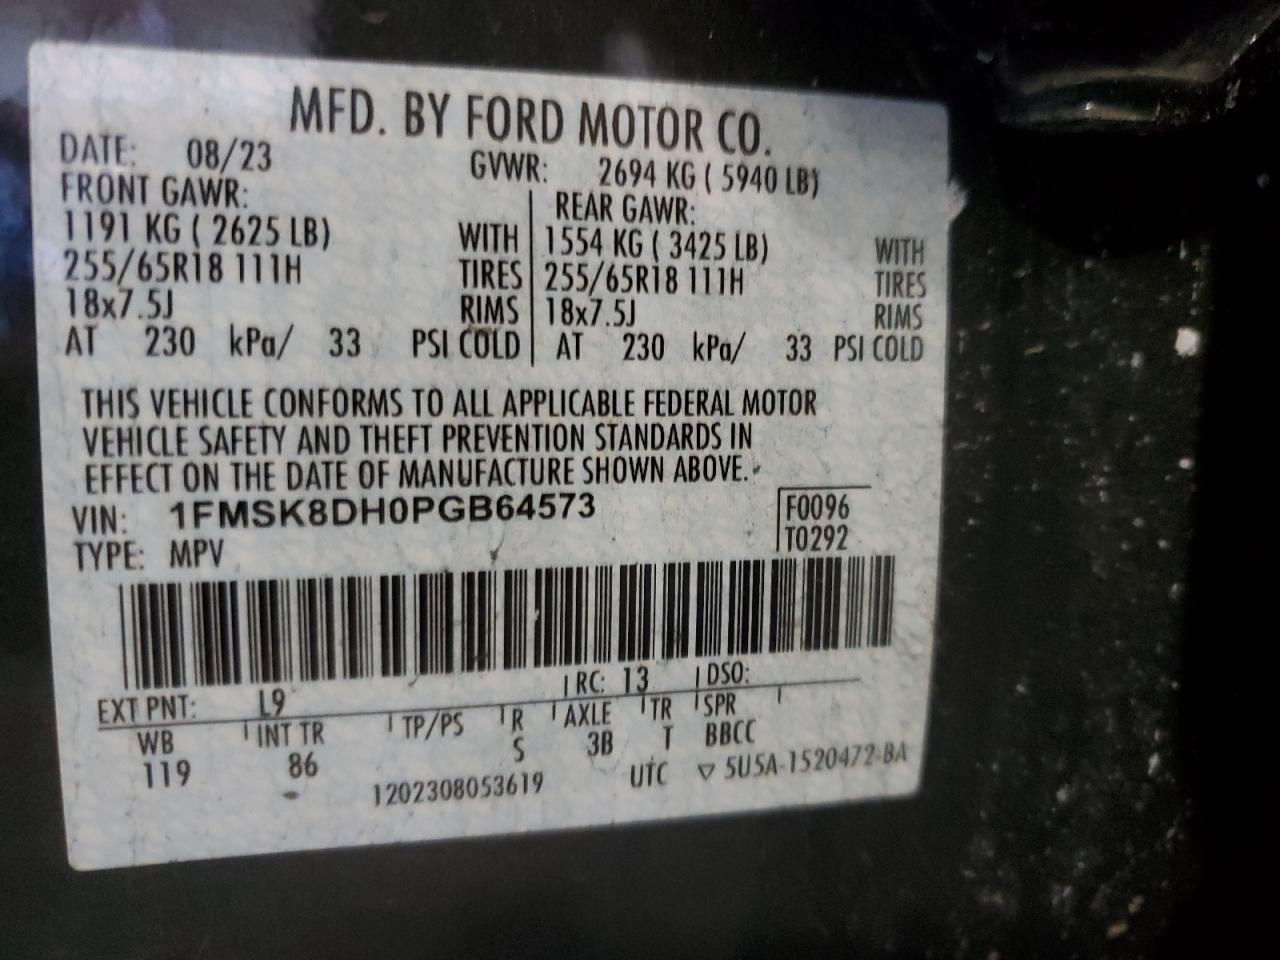 MFD. BY FORD MOTOR CO.
DATE: 08/23 GVWR: 2694 KG ( 5940 LB)
FRONT GAWR: REAR GAWR:
1191 KG ( 2625 LB) WITH 1554 KG ( 3425 LB) WITH
255/65R18 111H TIRES 255/65R18 111H TIRES
18x7.5J RIMS 18x7.5J RIMS
AT 230 kPa/ 33 PSI COLD AT 230 kPa/ 33 PSI COLD
THIS VEHICLE CONFORMS TO ALL APPLICABLE FEDERAL MOTOR
VEHICLE SAFETY AND THEFT PREVENTION STANDARDS IN
EFFECT ON THE DATE OF MANUFACTURE SHOWN ABOVE.
VIN: 1FMSK8DH0PGB64573 F0096
TYPE: MPV T0292
EXT PNT: L9 RC: 13 DSO:
WB INT TR TP/PS R AXLE TR SPR
119 86 S 3B T BBCC
1202308053619 UTC ▽ 5U5A-1520472-BA